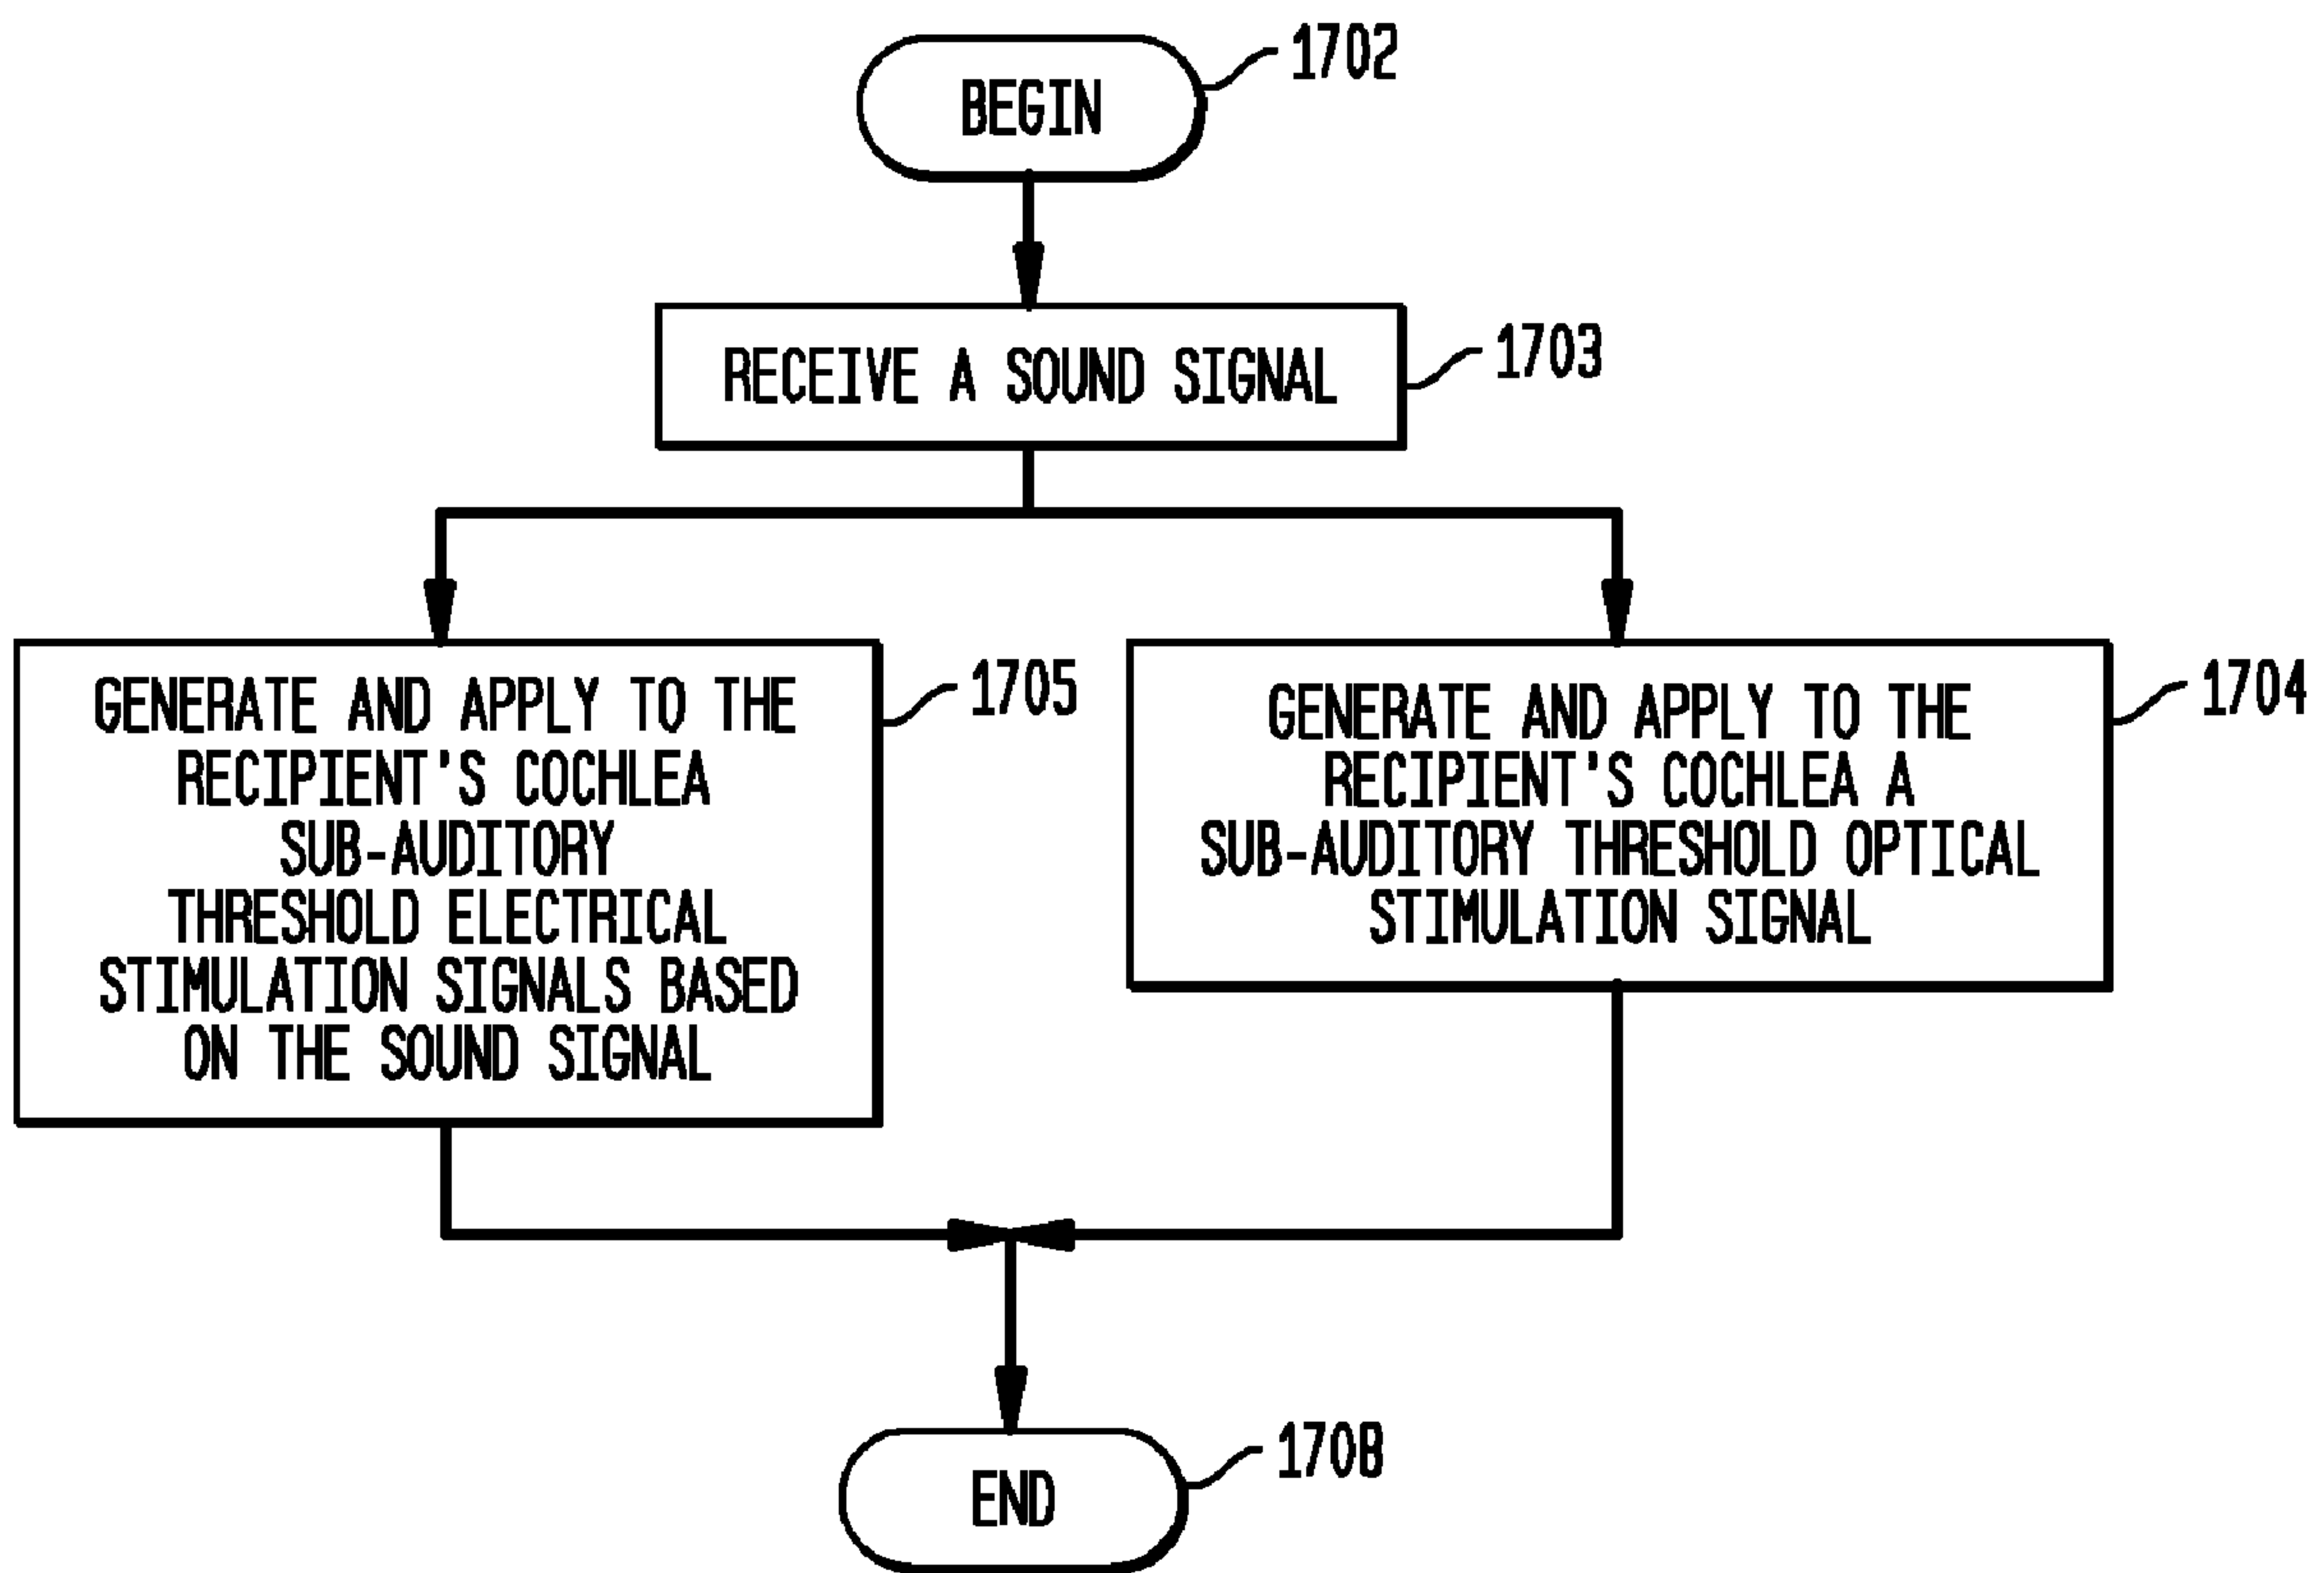 BEGIN
1702
RECEIVE A SOUND SIGNAL
1703
GENERATE AND APPLY TO THE
RECIPIENT'S COCHLEA
SUB-AUDITORY
THRESHOLD ELECTRICAL
STIMULATION SIGNALS BASED
ON THE SOUND SIGNAL
1705
GENERATE AND APPLY TO THE
RECIPIENT'S COCHLEA A
SUB-AUDITORY THRESHOLD OPTICAL
STIMULATION SIGNAL
1704
END
1708